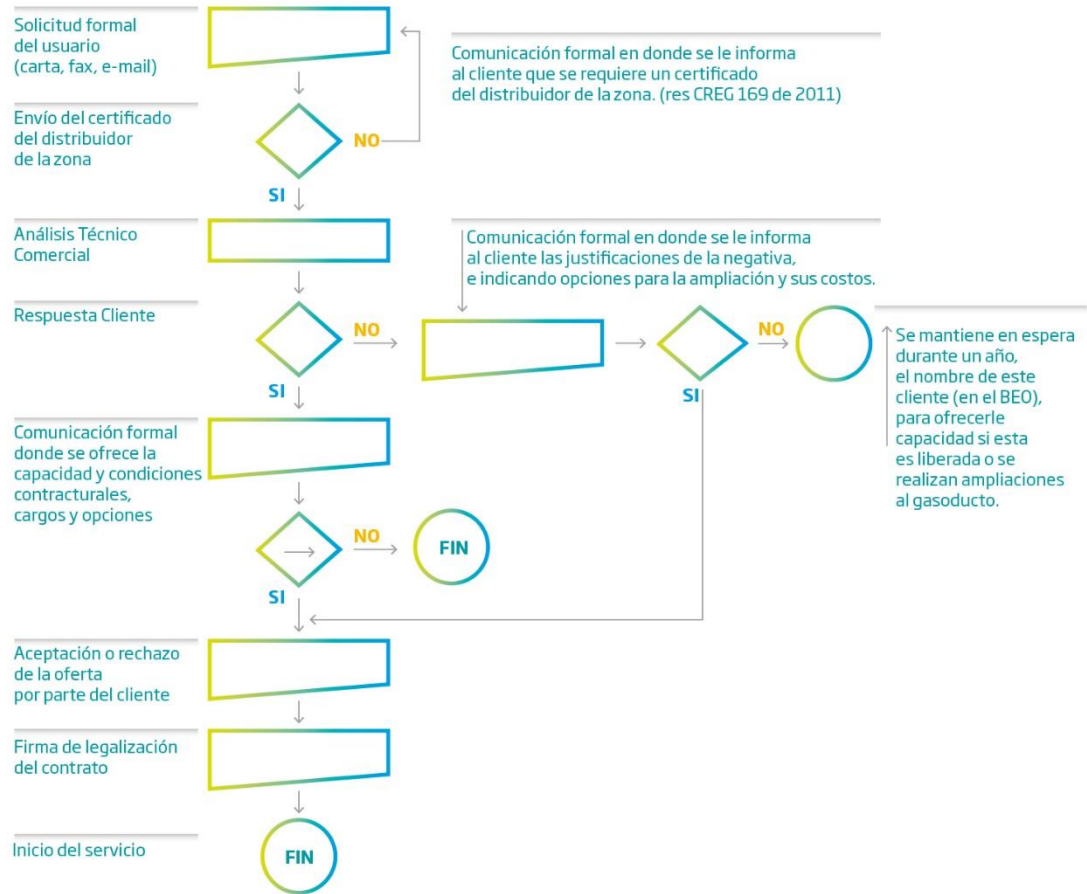 Solicitud formal
del usuario
(carta, fax, e-mail)
Comunicación formal en donde se le informa
al cliente que se requiere un certificado
del distribuidor de la zona. (res CREG 169 de 2011)
Envío del certificado
del distribuidor
de la zona
NO
SI
Análisis Técnico
Comercial
Comunicación formal en donde se le informa
al cliente las justificaciones de la negativa,
e indicando opciones para la ampliación y sus costos.
Respuesta Cliente
NO
NO
SI
SI
Se mantiene en espera
durante un año,
el nombre de este
cliente (en el BEO),
para ofrecerle
capacidad si esta
es liberada o se
realizan ampliaciones
al gasoducto.
Comunicación formal
donde se ofrece la
capacidad y condiciones
contracturales,
cargos y opciones
NO
FIN
SI
Aceptación o rechazo
de la oferta
por parte del cliente
Firma de legalización
del contrato
Inicio del servicio
FIN